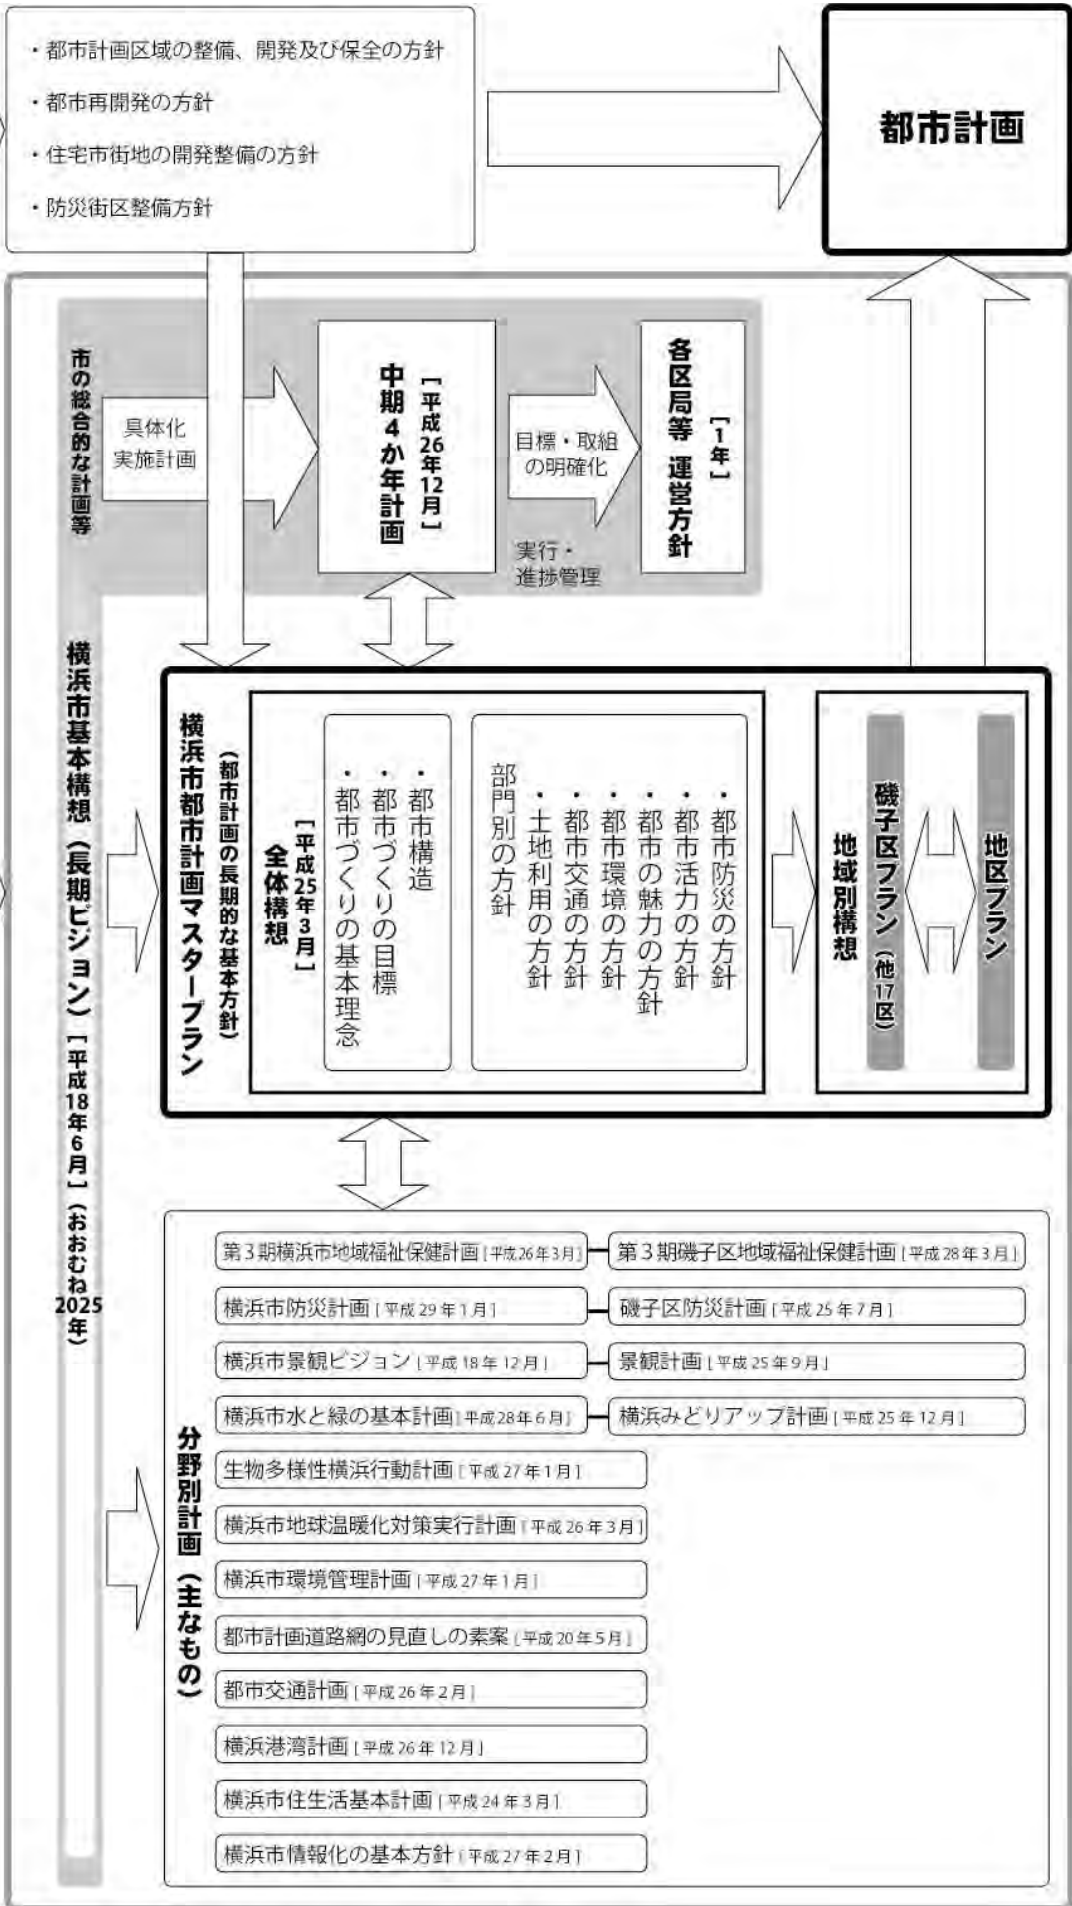 ・都市計画区域の整備、開発及び保全の方針
・都市再開発の方針
・住宅市街地の開発整備の方針
・防災街区整備方針
都市計画
市の総合的な計画等
具体化
実施計画
中期4か年計画
[平成26年12月]
目標・取組
の明確化
実行・
進捗管理
各区局等 運営方針
[1年]
横浜市基本構想（長期ビジョン）[平成18年6月]（おおむね2025年）
横浜市都市計画マスタープラン
（都市計画の長期的な基本方針）
全体構想
[平成25年3月]
・都市づくりの基本理念
・都市づくりの目標
・都市構造
部門別の方針
・土地利用の方針
・都市交通の方針
・都市環境の方針
・都市の魅力の方針
・都市活力の方針
・都市防災の方針
地域別構想
磯子区プラン（他17区）
地区プラン
分野別計画（主なもの）
第3期横浜市地域福祉保健計画[平成26年3月]
第3期磯子区地域福祉保健計画[平成28年3月]
横浜市防災計画[平成29年1月]
磯子区防災計画[平成25年7月]
横浜市景観ビジョン[平成18年12月]
景観計画[平成25年9月]
横浜市水と緑の基本計画[平成28年6月]
横浜みどりアップ計画[平成25年12月]
生物多様性横浜行動計画[平成27年1月]
横浜市地球温暖化対策実行計画[平成26年3月]
横浜市環境管理計画[平成27年1月]
都市計画道路網の見直しの素案[平成20年5月]
都市交通計画[平成26年2月]
横浜港湾計画[平成26年12月]
横浜市住生活基本計画[平成24年3月]
横浜市情報化の基本方針[平成27年2月]